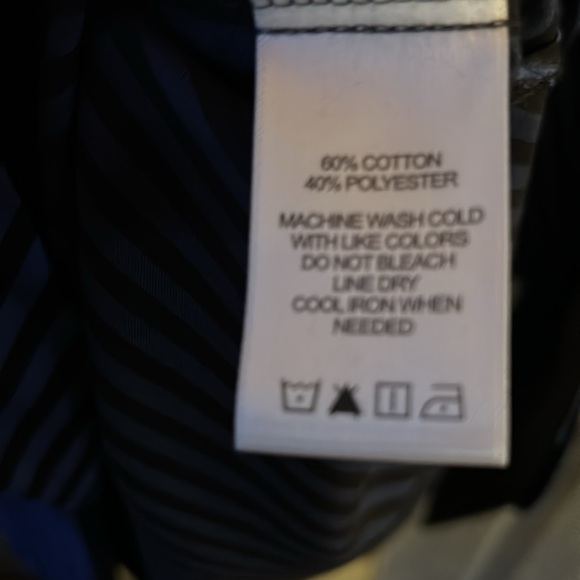 60% COTTON
40% POLYESTER
MACHINE WASH COLD
WITH LIKE COLORS
DO NOT BLEACH
LINE DRY
COOL IRON WHEN
NEEDED